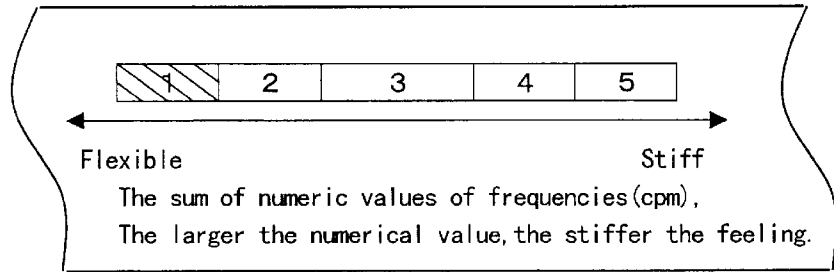 1 2 3 4 5
Flexible Stiff
The sum of numeric values of frequencies(cpm),
The larger the numerical value, the stiffer the feeling.